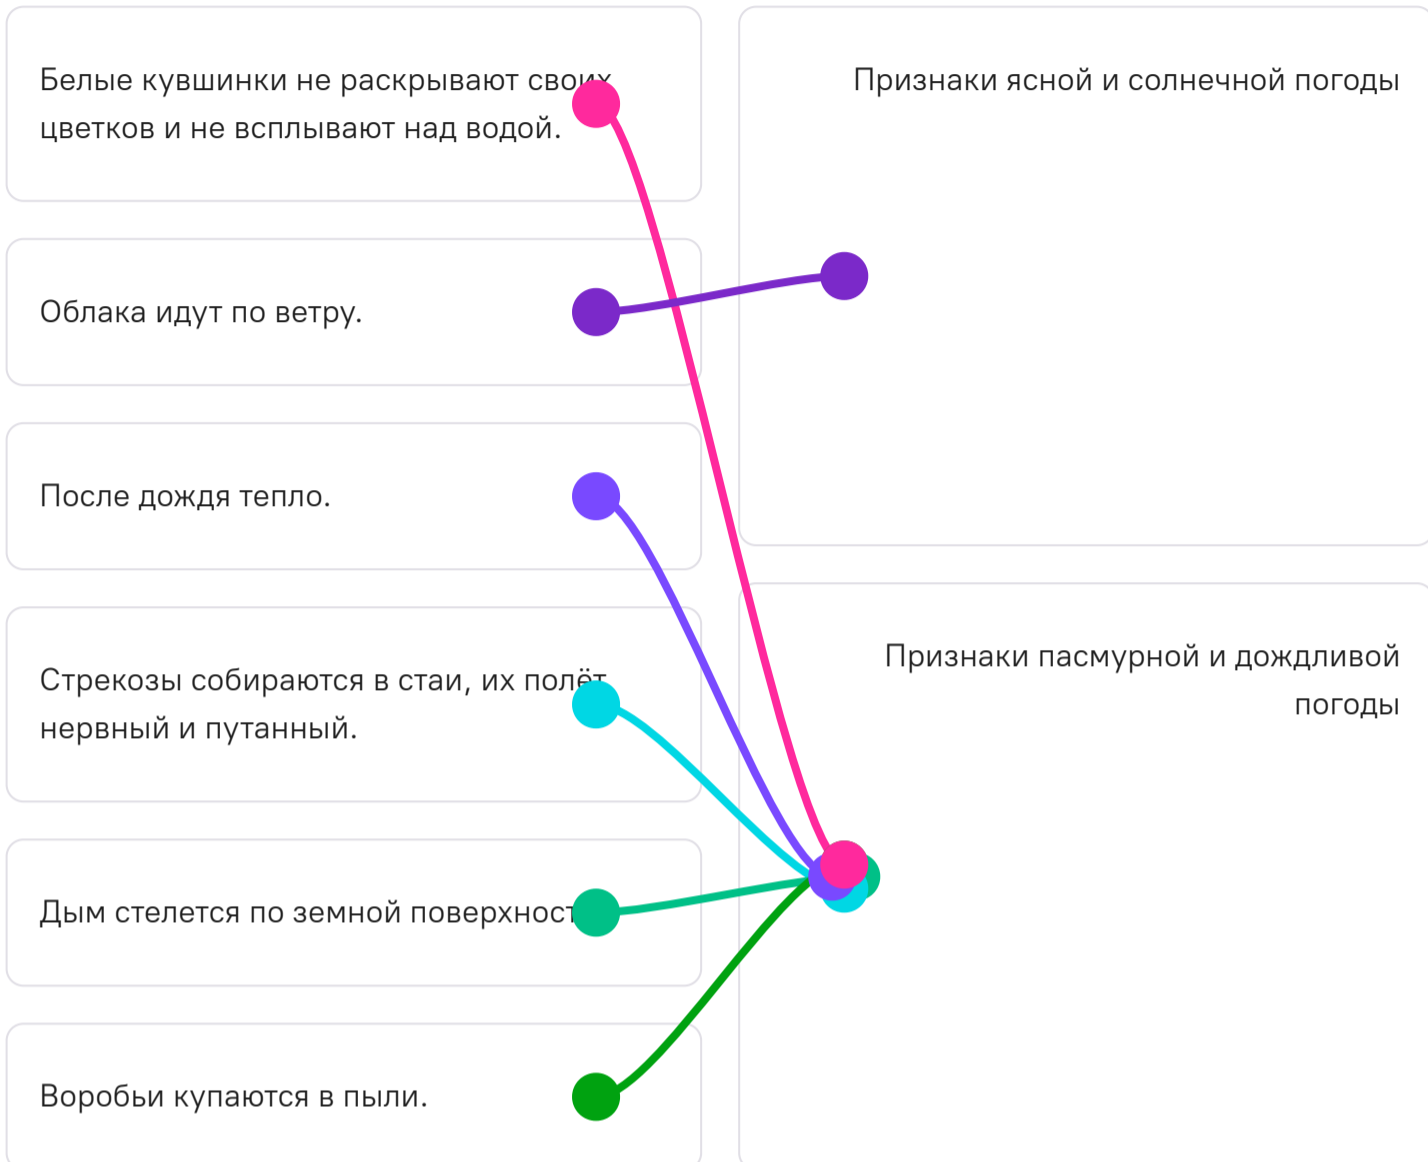 Белые кувшинки не раскрывают своих
цветков и не всплывают над водой.
Облака идут по ветру.
После дождя тепло.
Стрекозы собираются в стаи, их полёт
нервный и путанный.
Дым стелется по земной поверхност
Воробьи купаются в пыли.
Признаки ясной и солнечной погоды
Признаки пасмурной и дождливой
погоды